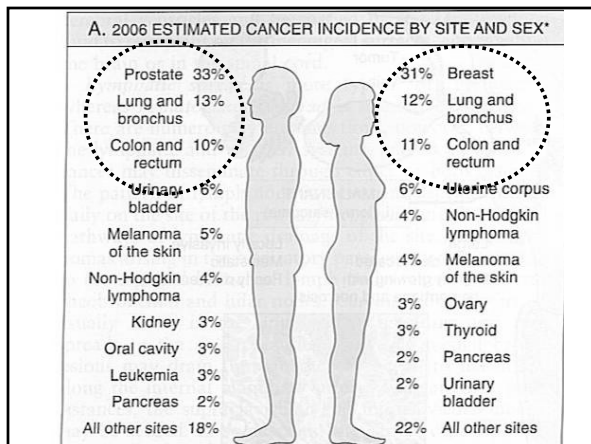 A. 2006 ESTIMATED CANCER INCIDENCE BY SITE AND SEX*
Prostate 33%
Lung and 13%
bronchus
Colon and 10%
rectum
Urinary 6%
bladder
Melanoma 5%
of the skin
Non-Hodgkin 4%
lymphoma
Kidney 3%
Oral cavity 3%
Leukemia 3%
Pancreas 2%
All other sites 18%
31% Breast
12% Lung and
bronchus
11% Colon and
rectum
6% Uterine corpus
4% Non-Hodgkin
lymphoma
4% Melanoma
of the skin
3% Ovary
3% Thyroid
2% Pancreas
2% Urinary
bladder
22% All other sites